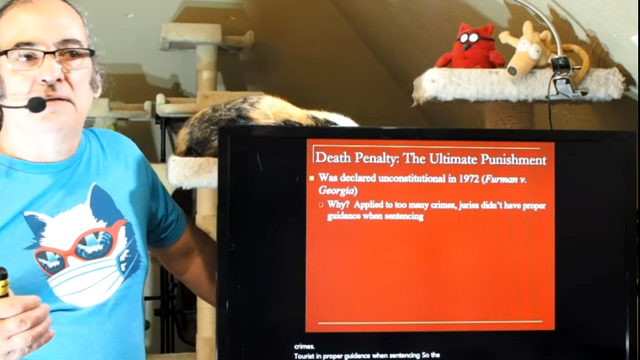 Death Penalty: The Ultimate Punishment
Was declared unconstitutional in 1972 (Furman v.
Georgia)
Why? Applied to too many crimes, juries didn't have proper
guidance when sentencing
crimes.
Tourist in proper guidance when sentencing So the